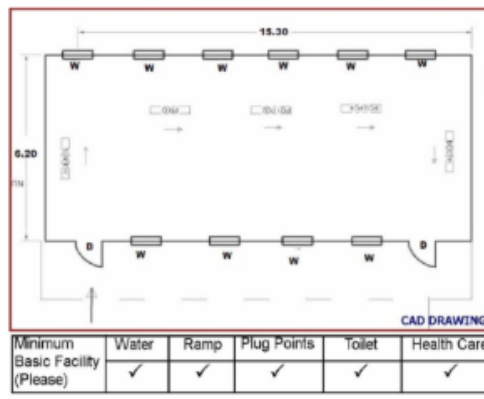 15.30
W W W W W W
6.20
D D
W W W W
CAD DRAWING
Minimum Basic Facility (Please) Water Ramp Plug Points Toilet Health Care
✓ ✓ ✓ ✓ ✓